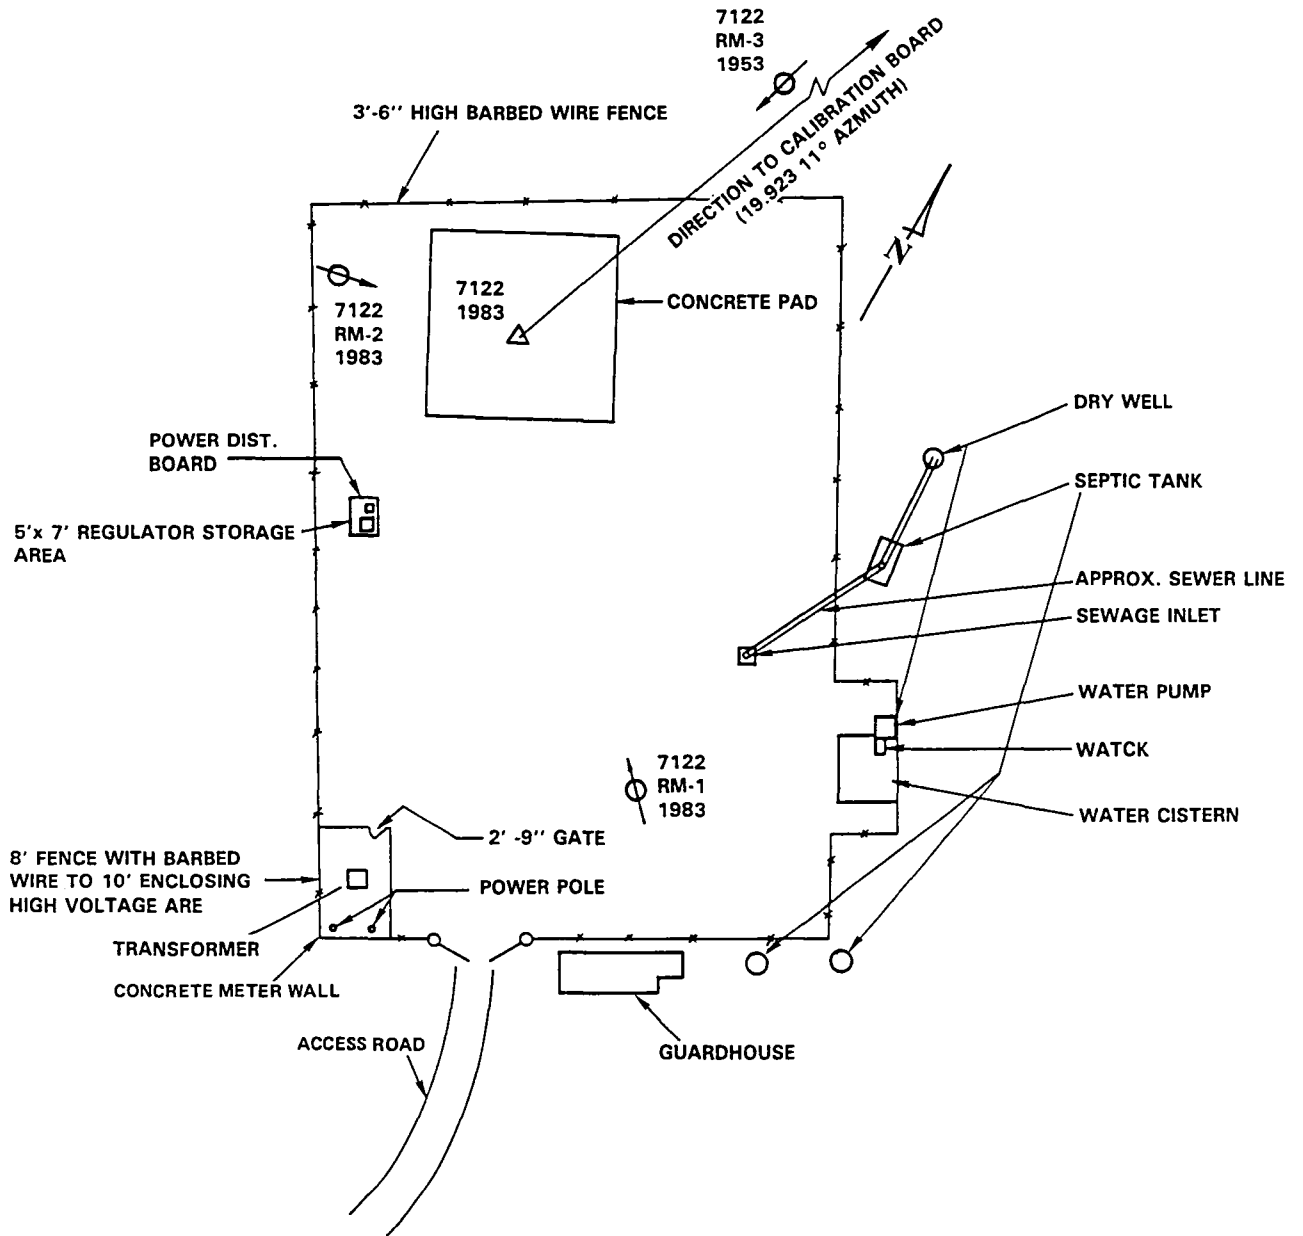 7122
RM-3
1953
DIRECTION TO CALIBRATION BOARD
(19.923 11° AZMUTH)
3'-6'' HIGH BARBED WIRE FENCE
N
7122
1983
CONCRETE PAD
7122
RM-2
1983
DRY WELL
POWER DIST.
BOARD
SEPTIC TANK
5'x 7' REGULATOR STORAGE
AREA
APPROX. SEWER LINE
SEWAGE INLET
WATER PUMP
WATCK
7122
RM-1
1983
WATER CISTERN
2' -9'' GATE
8' FENCE WITH BARBED
WIRE TO 10' ENCLOSING
HIGH VOLTAGE ARE
POWER POLE
TRANSFORMER
CONCRETE METER WALL
ACCESS ROAD
GUARDHOUSE